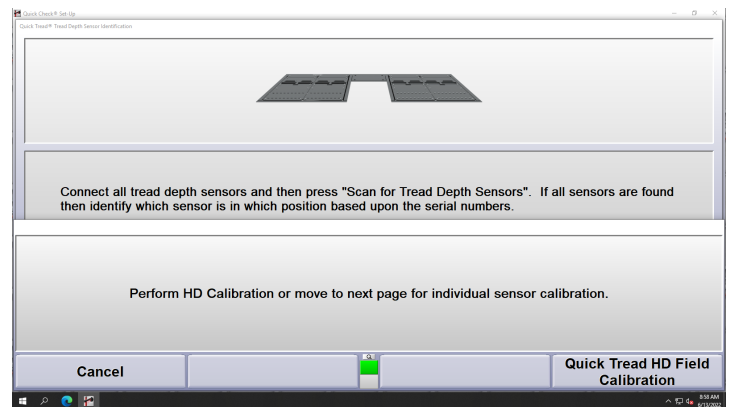 Quick Check® Set-Up
Quick Tread® Tread Depth Sensor Identification
Connect all tread depth sensors and then press "Scan for Tread Depth Sensors". If all sensors are found
then identify which sensor is in which position based upon the serial numbers.
Perform HD Calibration or move to next page for individual sensor calibration.
Cancel
Quick Tread HD Field
Calibration
8:58 AM
6/13/2022